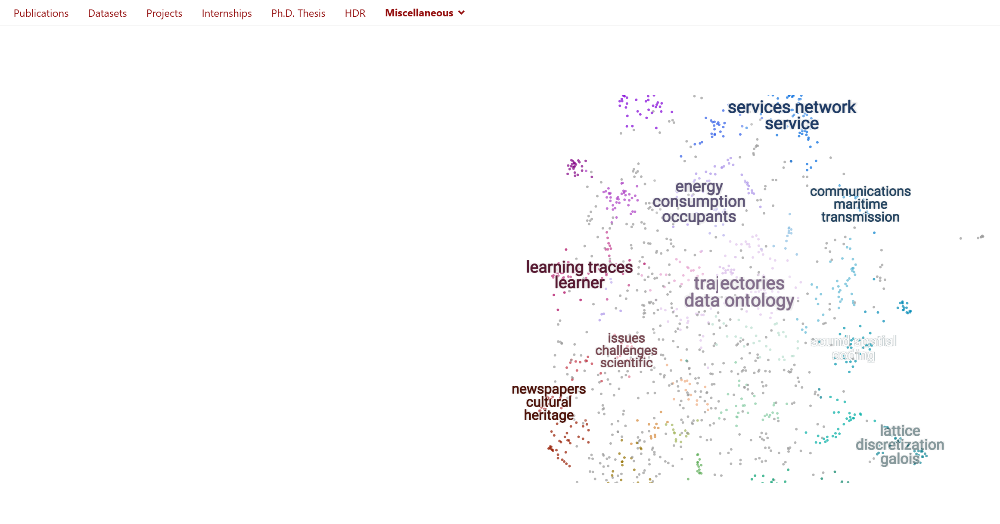 Publications Datasets Projects Internships Ph.D. Thesis HDR Miscellaneous
services network
service
energy
consumption
occupants
communications
maritime
transmission
learning traces
learner
trajectories
data ontology
issues
challenges
scientific
sound spatial
coding
newspapers
cultural
heritage
lattice
discretization
galois